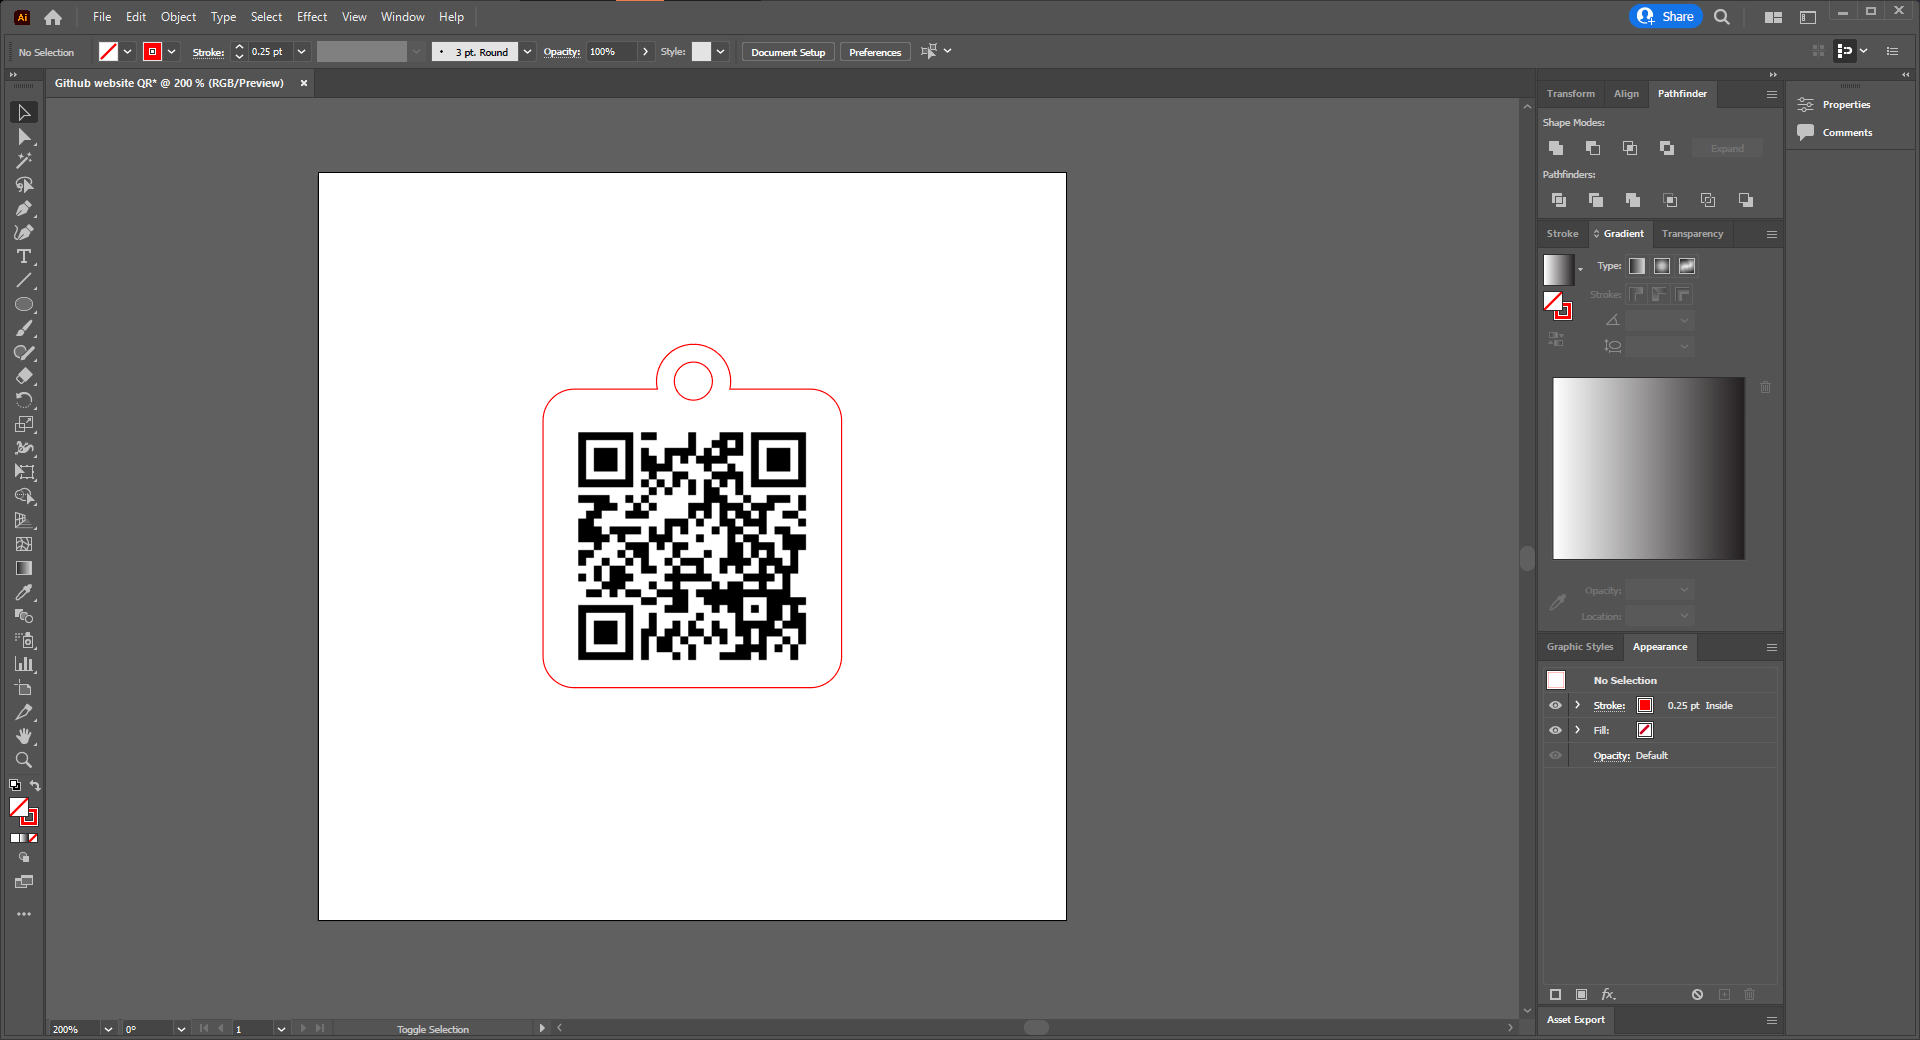 Ai File Edit Object Type Select Effect View Window Help Share
No Selection Stroke: 0.25 pt 3 pt. Round Opacity: 100% Style: Document Setup Preferences
Github website QR* @ 200 % (RGB/Preview)
Transform Align Pathfinder
Properties
Comments
Shape Modes:
Expand
Pathfinders:
Stroke Gradient Transparency
Type:
Stroke:
Opacity:
Location:
Graphic Styles Appearance
No Selection
Stroke: 0.25 pt Inside
Fill:
Opacity: Default
fx.
Asset Export
200% 0° 1 Toggle Selection